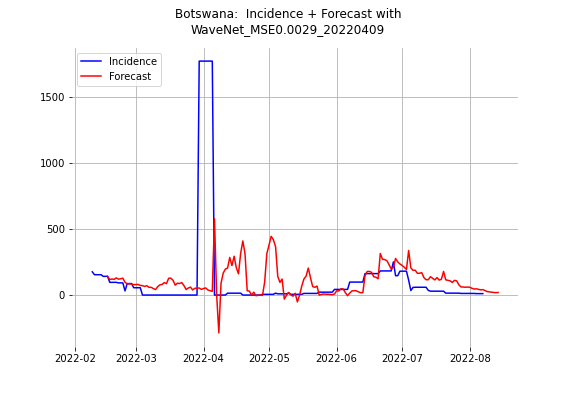 Botswana:  Incidence + Forecast with
WaveNet_MSE0.0029_20220409
Incidence
Forecast
1500
1000
500
0
2022-02 2022-03 2022-04 2022-05 2022-06 2022-07 2022-08